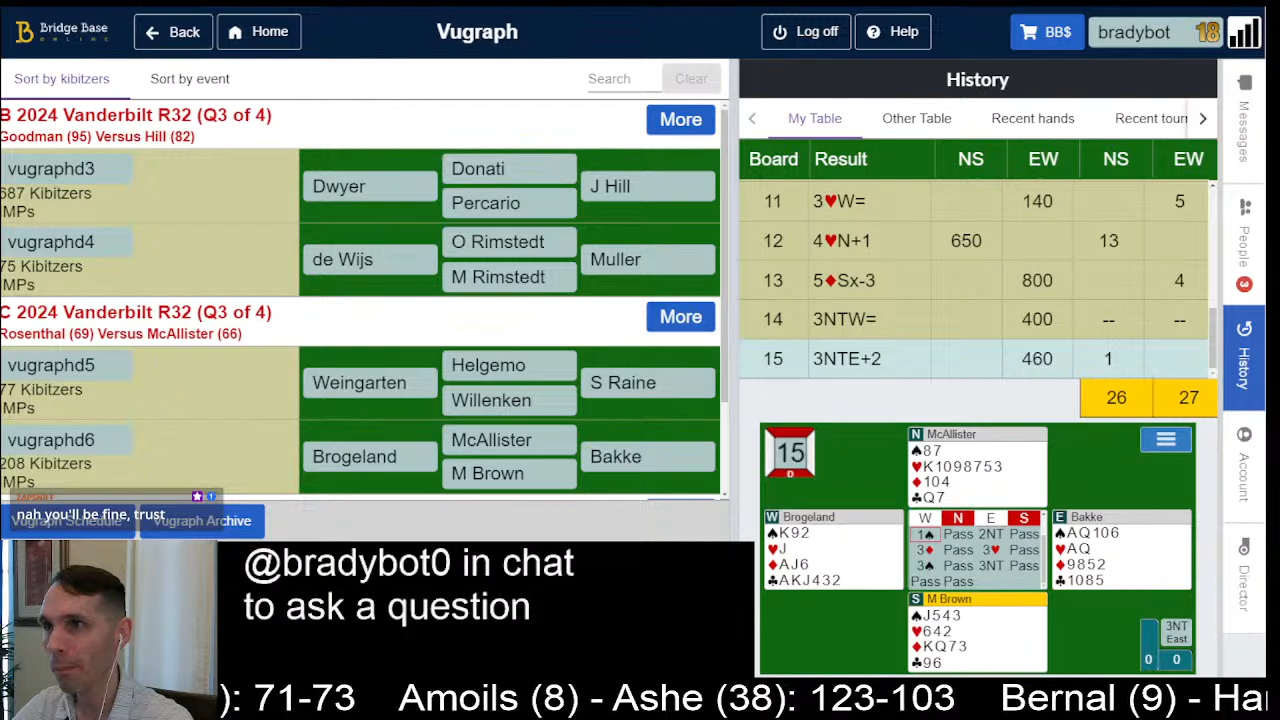 Bridge Base
ONLINE
Back
Home
Vugraph
Log off
Help
BB$
bradybot 18
Sort by kibitzers
Sort by event
Search
Clear
B 2024 Vanderbilt R32 (Q3 of 4)
Goodman (95) Versus Hill (82)
More
vugraphd3
687 Kibitzers
MPs
Dwyer
Donati
Percario
J Hill
vugraphd4
75 Kibitzers
MPs
de Wijs
O Rimstedt
M Rimstedt
Muller
C 2024 Vanderbilt R32 (Q3 of 4)
Rosenthal (69) Versus McAllister (66)
More
vugraphd5
77 Kibitzers
MPs
Weingarten
Helgemo
Willenken
S Raine
vugraphd6
208 Kibitzers
MPs
Brogeland
McAllister
M Brown
Bakke
nah you'll be fine, trust
Vugraph Schedule
Vugraph Archive
History
My Table
Other Table
Recent hands
Recent tourn
Board Result NS EW NS EW
11 3♥W= 140 5
12 4♥N+1 650 13
13 5♦Sx-3 800 4
14 3NTW= 400 -- --
15 3NTE+2 460 1
26 27
15
D
N McAllister
♠87
♥K1098753
♦104
♣Q7
W Brogeland
♠K92
♥J
♦AJ6
♣AKJ432
W N E S
1♠ Pass 2NT Pass
3♦ Pass 3♥ Pass
3♠ Pass 3NT Pass
Pass Pass
E Bakke
♠AQ106
♥AQ
♦9852
♣1085
S M Brown
♠J543
♥642
♦KQ73
♣96
3NT
East
0 0
Messages
People
3
History
Account
Director
@bradybot0 in chat
to ask a question
): 71-73 Amoils (8) - Ashe (38): 123-103 Bernal (9) - Ha